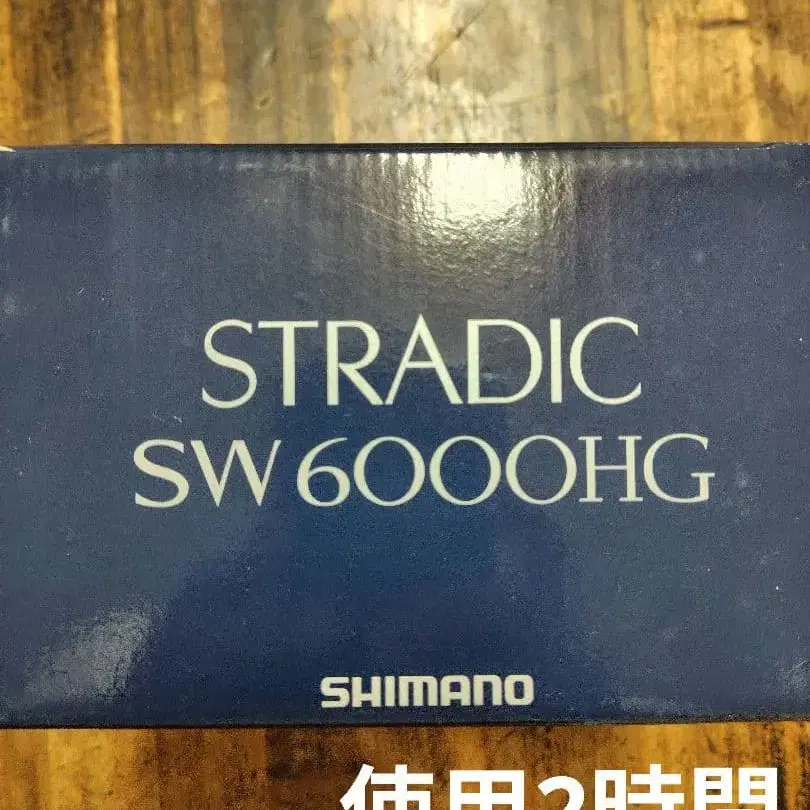 STRADIC
SW 6000HG
SHIMANO
使用2時間